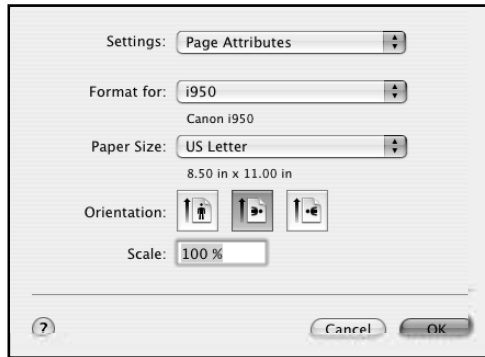 Settings: Page Attributes
Format for: i950
Canon i950
Paper Size: US Letter
8.50 in x 11.00 in
Orientation:
Scale: 100 %
? Cancel OK